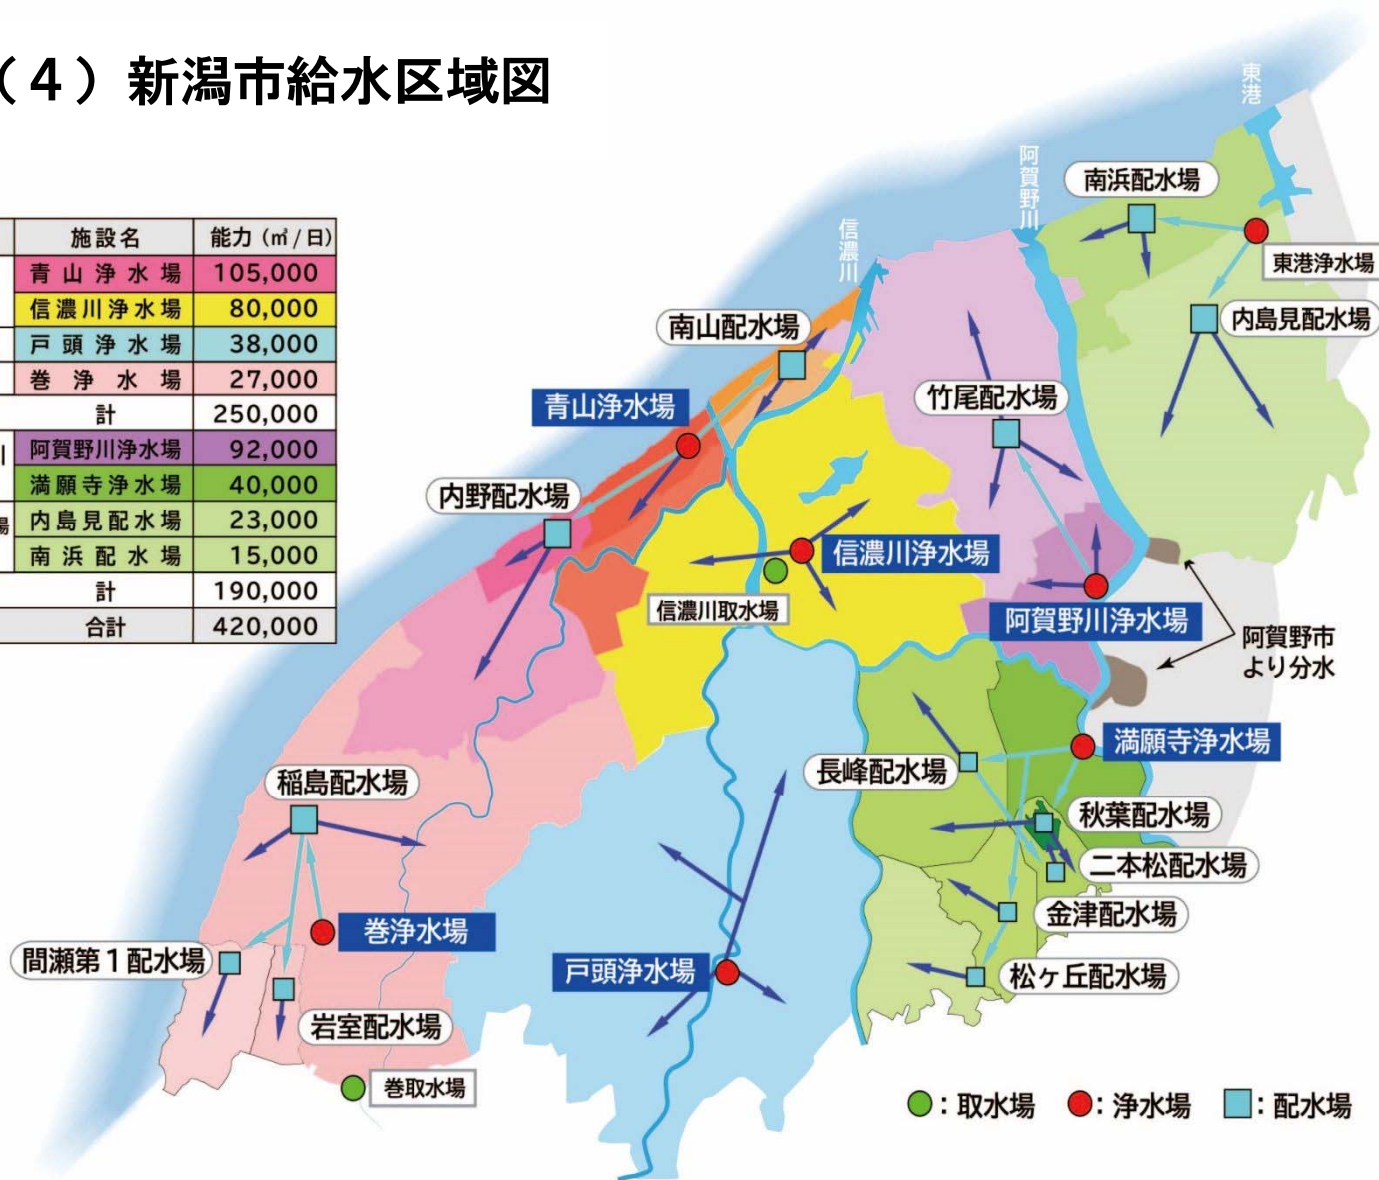 （４）新潟市給水区域図
施設名 能力（㎥/日）
青山浄水場 105,000
信濃川浄水場 80,000
戸頭浄水場 38,000
巻浄水場 27,000
計 250,000
阿賀野川浄水場 92,000
満願寺浄水場 40,000
場 内島見配水場 23,000
南浜配水場 15,000
計 190,000
合計 420,000
東港
阿賀野川
信濃川
南浜配水場
東港浄水場
内島見配水場
南山配水場
青山浄水場
竹尾配水場
内野配水場
信濃川浄水場
信濃川取水場
阿賀野川浄水場
阿賀野市
より分水
満願寺浄水場
長峰配水場
稲島配水場
秋葉配水場
二本松配水場
金津配水場
巻浄水場
間瀬第１配水場
戸頭浄水場
松ヶ丘配水場
岩室配水場
巻取水場
：取水場 ：浄水場 ：配水場